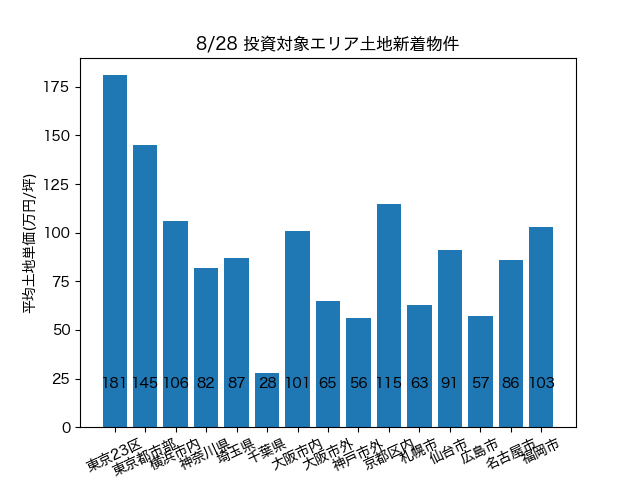 8/28 投資対象エリア土地新着物件
平均土地単価(万円/坪)
175
150
125
100
75
50
25
0
181 145 106 82 87 28 101 65 56 115 63 91 57 86 103
東京23区 東京都市部 横浜市内 神奈川県 埼玉県 千葉県 大阪市内 大阪市外 神戸市外 京都区内 札幌市 仙台市 広島市 名古屋市 福岡市